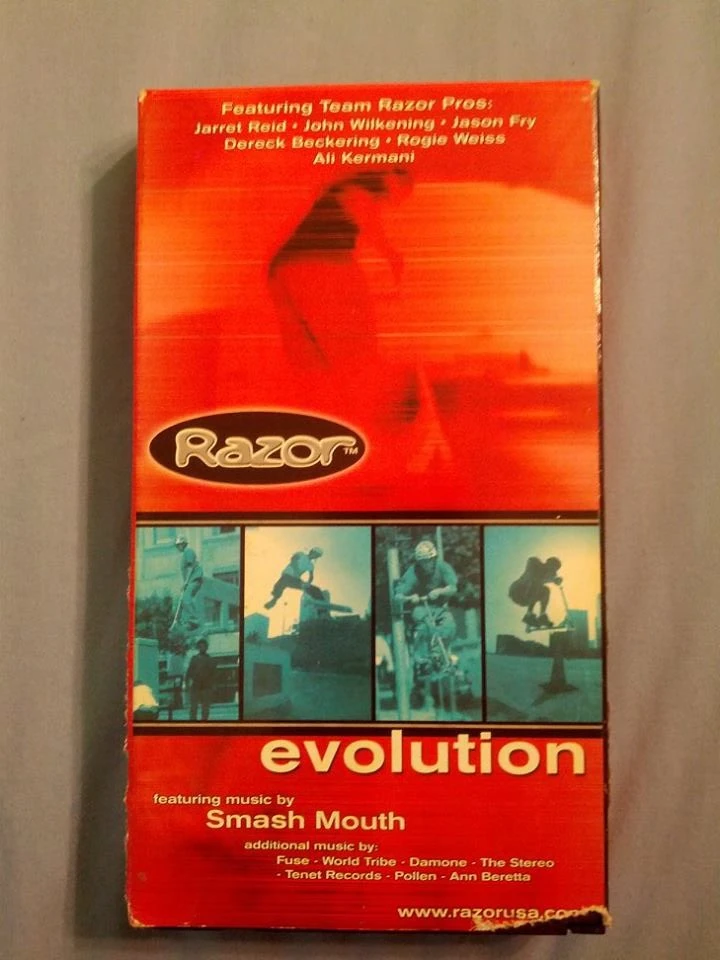 Featuring Team Razor Pros:
Jarret Reid • John Wilkening • Jason Fry
Dereck Beckering • Rogie Weiss
Ali Kermani
Razor™
evolution
featuring music by
Smash Mouth
additional music by:
Fuse - World Tribe - Damone - The Stereo
- Tenet Records - Pollen - Ann Beretta
www.razorusa.com